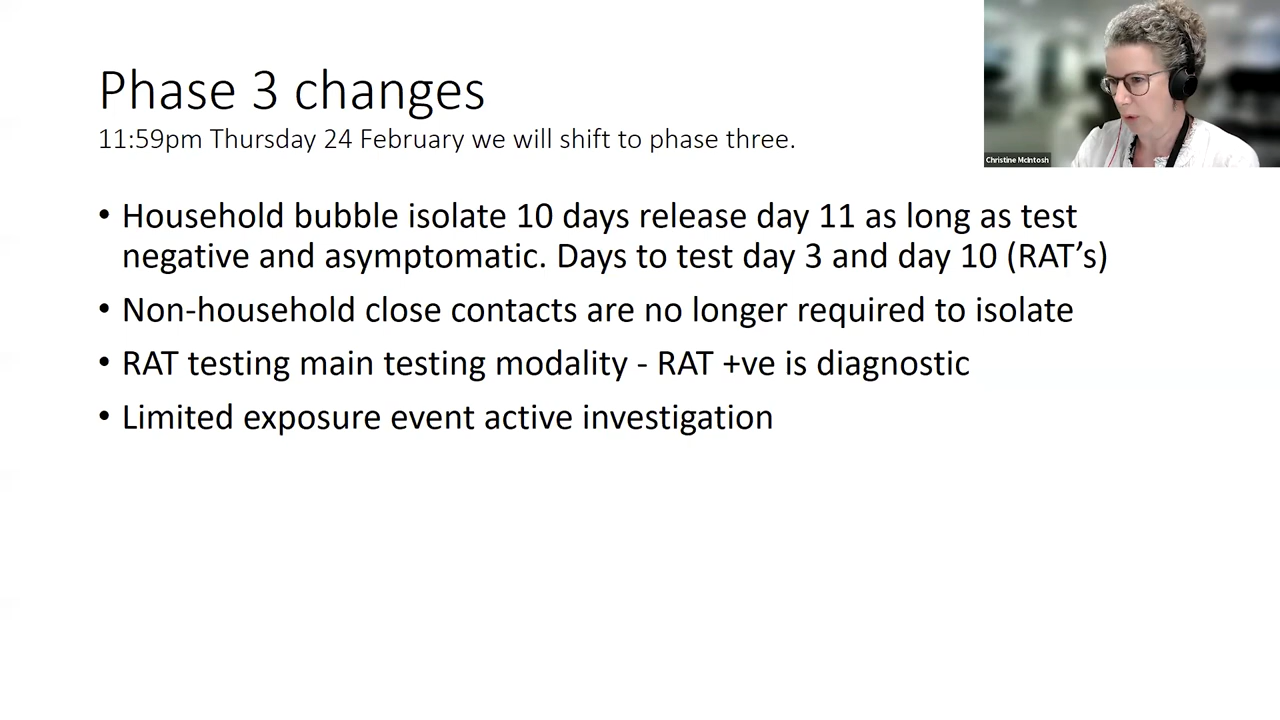 Phase 3 changes
11:59pm Thursday 24 February we will shift to phase three.
Christine McIntosh
• Household bubble isolate 10 days release day 11 as long as test
negative and asymptomatic. Days to test day 3 and day 10 (RAT’s)
• Non-household close contacts are no longer required to isolate
• RAT testing main testing modality - RAT +ve is diagnostic
• Limited exposure event active investigation